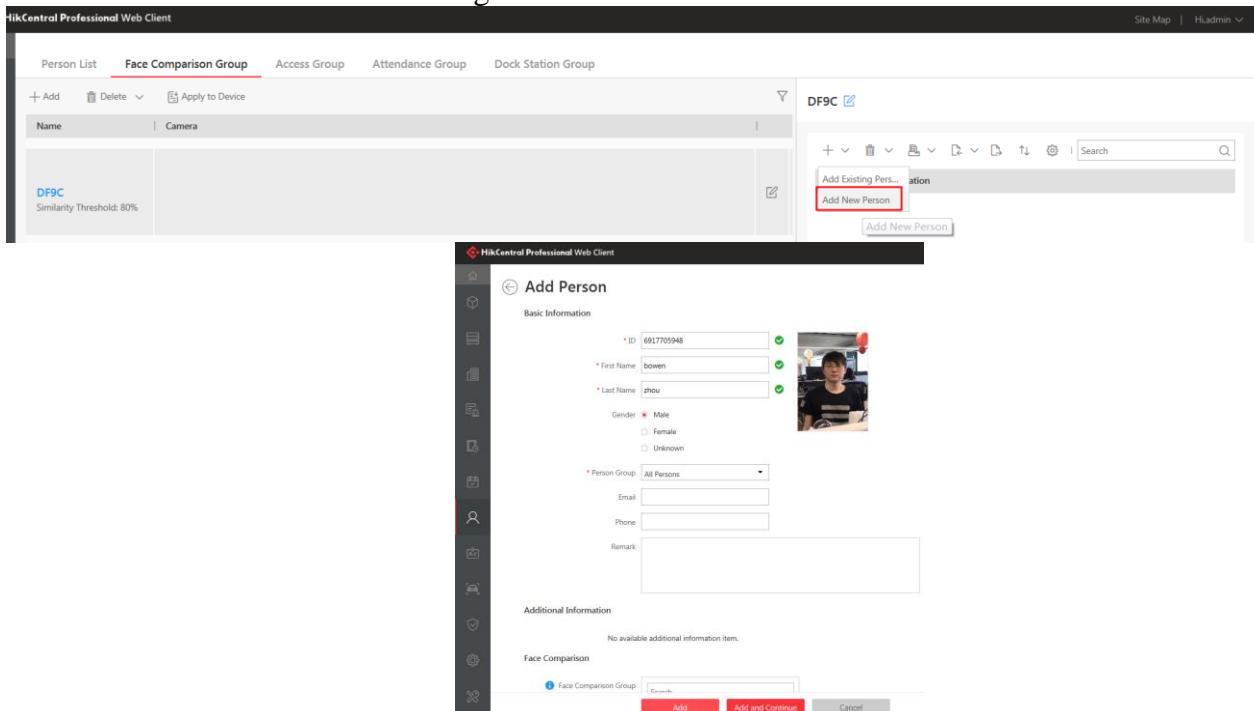 HikCentral Professional Web Client
Site Map | Hi,admin
Person List Face Comparison Group Access Group Attendance Group Dock Station Group
Add Delete Apply to Device
DF9C
Name Camera
Search
Add Existing Pers... ation
DF9C
Similarity Threshold: 80%
Add New Person
Add New Person
HikCentral Professional Web Client
Add Person
Basic Information
* ID 6917705948
* First Name bowen
* Last Name zhou
Gender Male
Female
Unknown
* Person Group All Persons
Email
Phone
Remark
Additional Information
No available additional information item.
Face Comparison
Face Comparison Group Search
Add Add and Continue Cancel